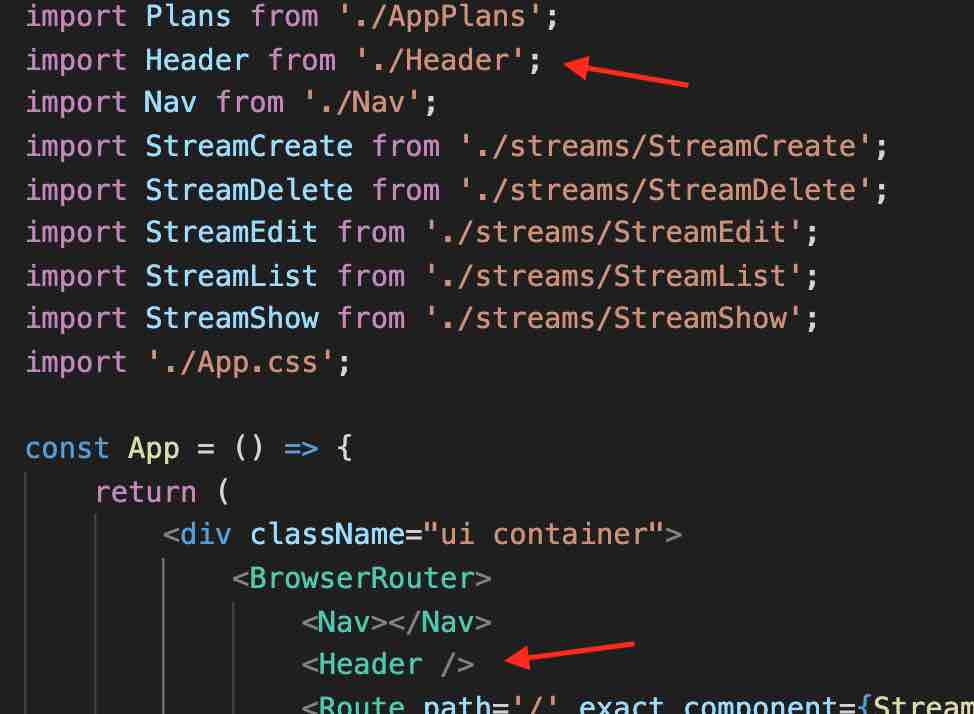 import Plans from './AppPlans';
import Header from './Header';
import Nav from './Nav';
import StreamCreate from './streams/StreamCreate';
import StreamDelete from './streams/StreamDelete';
import StreamEdit from './streams/StreamEdit';
import StreamList from './streams/StreamList';
import StreamShow from './streams/StreamShow';
import './App.css';
const App = () => {
return (
<div className="ui container">
<BrowserRouter>
<Nav></Nav>
<Header />
<Route path='/' exact component={Stream